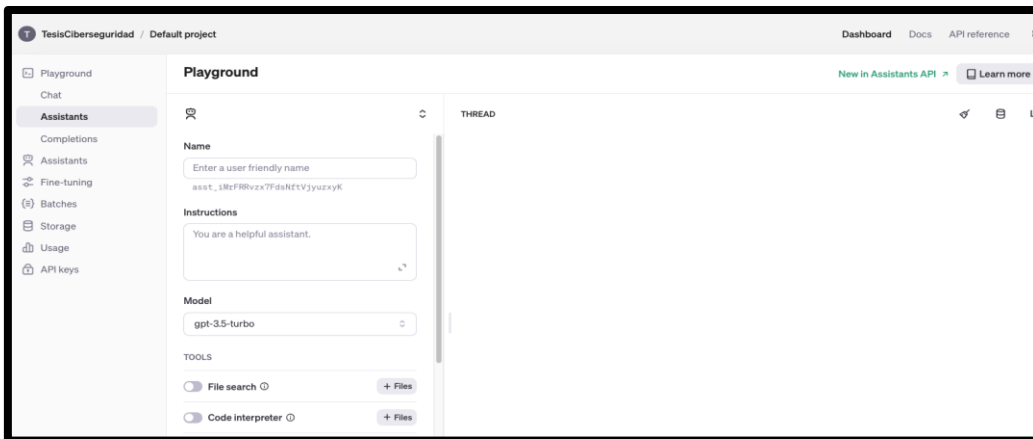 T TesisCiberseguridad / Default project
Dashboard Docs API reference
Playground
Chat
Assistants
Completions
Assistants
Fine-tuning
Batches
Storage
Usage
API keys
Playground
New in Assistants API ↗ Learn more
Name
Enter a user friendly name
asst_iMrFRRvzx7FdsNftVjyuzxyK
Instructions
You are a helpful assistant.
Model
gpt-3.5-turbo
TOOLS
File search + Files
Code interpreter + Files
THREAD